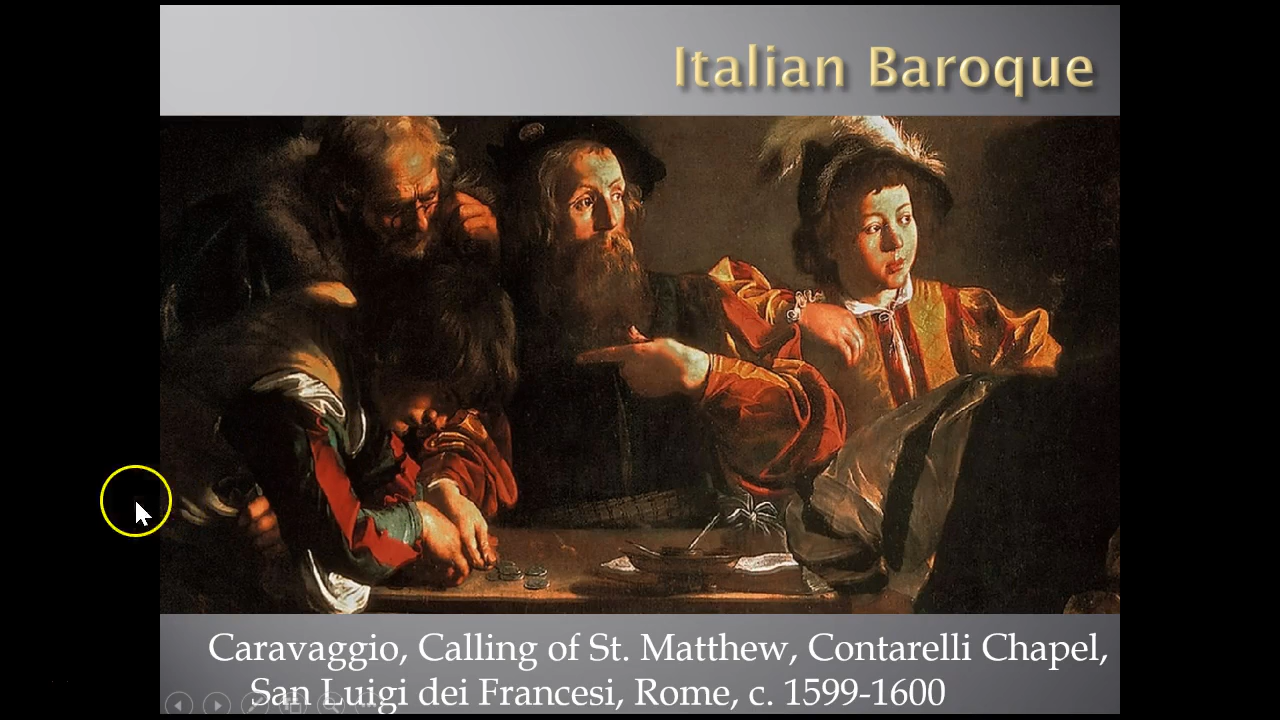 Italian Baroque
Caravaggio, Calling of St. Matthew, Contarelli Chapel,
San Luigi dei Francesi, Rome, c. 1599-1600